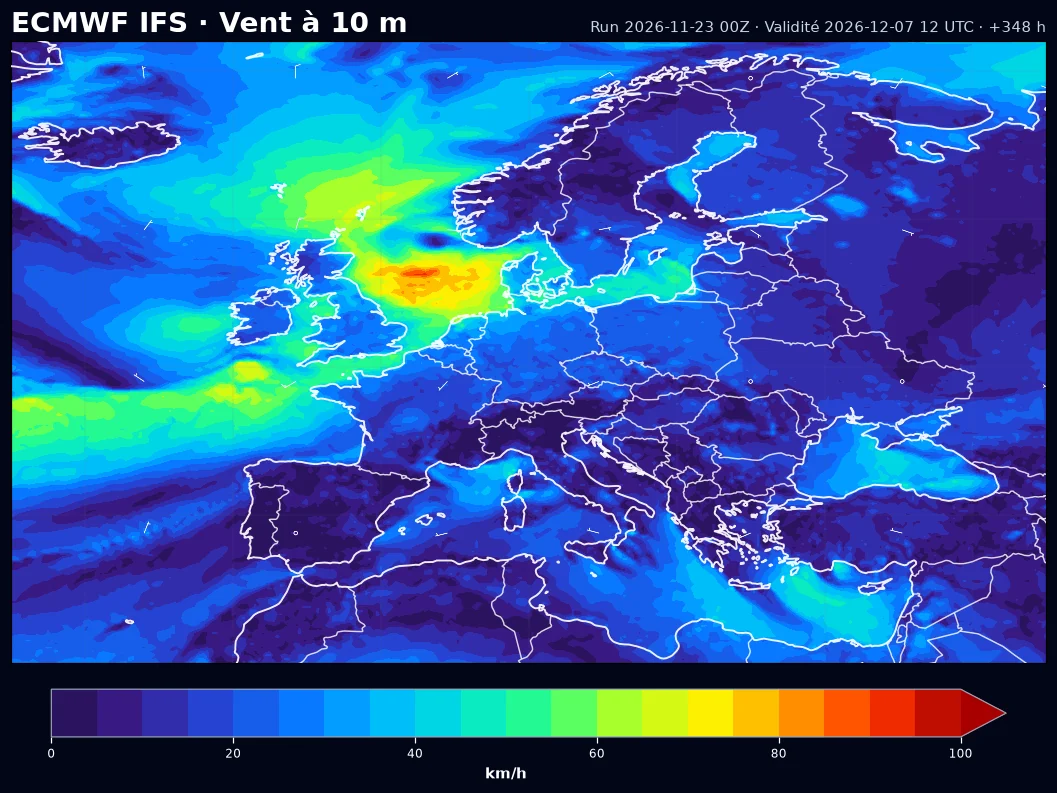 ECMWF IFS · Vent à 10 m
Run 2026-11-23 00Z · Validité 2026-12-07 12 UTC · +348 h
0 20 40 60 80 100
km/h